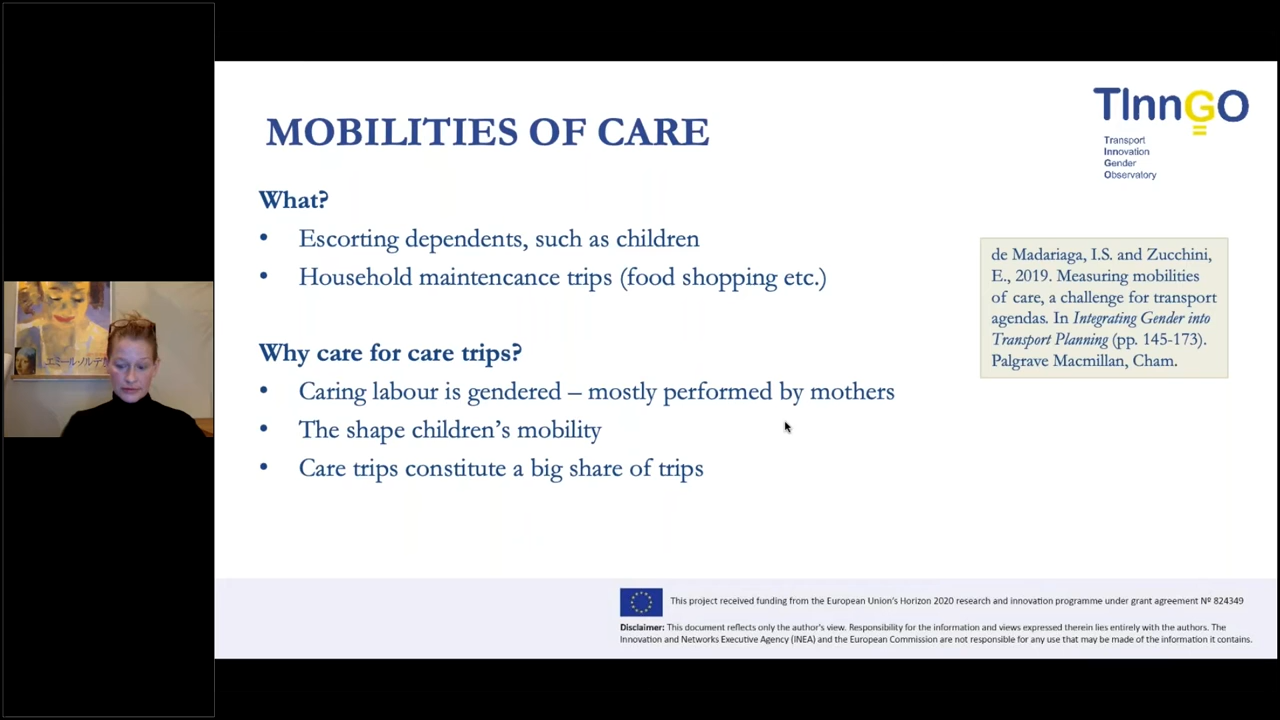 MOBILITIES OF CARE
TInnGO
Transport
Innovation
Gender
Observatory
What?
• Escorting dependents, such as children
• Household maintencance trips (food shopping etc.)
de Madariaga, I.S. and Zucchini,
E., 2019. Measuring mobilities
of care, a challenge for transport
agendas. In Integrating Gender into
Transport Planning (pp. 145-173).
Palgrave Macmillan, Cham.
Why care for care trips?
• Caring labour is gendered – mostly performed by mothers
• The shape children’s mobility
• Care trips constitute a big share of trips
エミール・ノルデ
This project received funding from the European Union's Horizon 2020 research and innovation programme under grant agreement Nº 824349
Disclaimer: This document reflects only the author's view. Responsibility for the information and views expressed therein lies entirely with the authors. The
Innovation and Networks Executive Agency (INEA) and the European Commission are not responsible for any use that may be made of the information it contains.